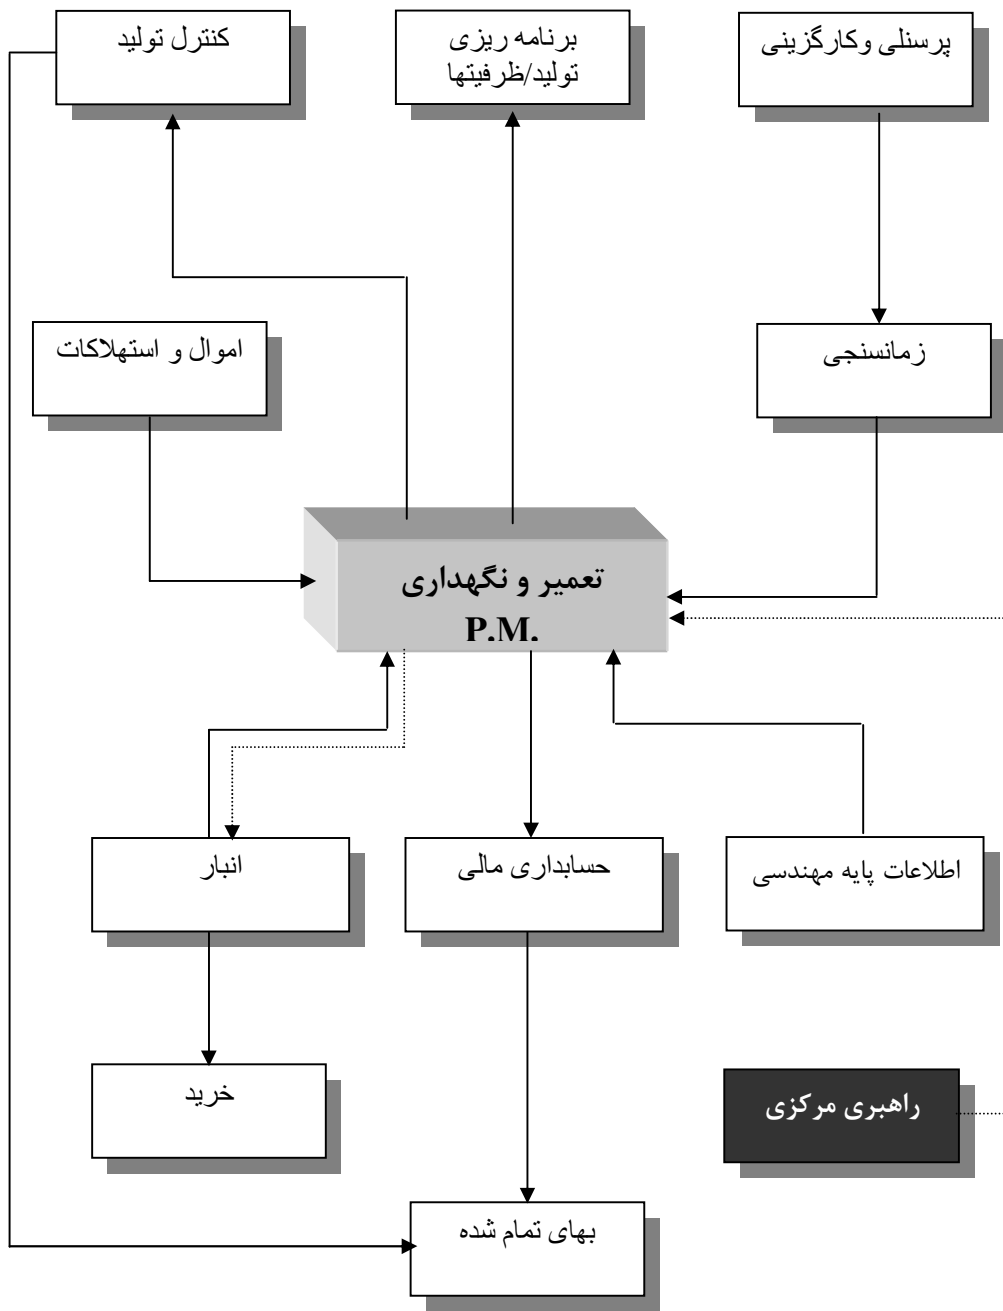 پرسنلی وکارگزینی
برنامه ریزی
تولید/ظرفیتها
کنترل تولید
زمانسنجی
اموال و استهلاکات
تعمیر و نگهداری
P.M.
اطلاعات پایه مهندسی
حسابداری مالی
انبار
راهبری مرکزی
خرید
بهای تمام شده